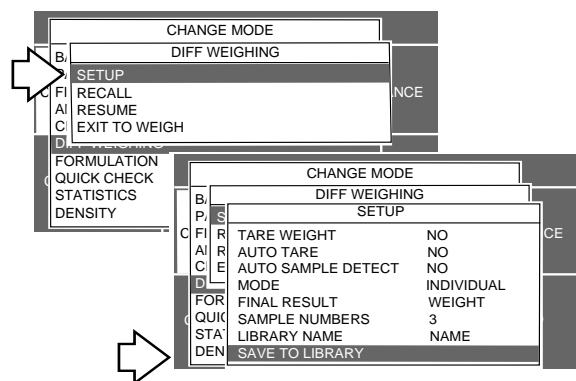 CHANGE MODE
DIFF WEIGHING
SETUP
RECALL
RESUME
EXIT TO WEIGH
FORMULATION
QUICK CHECK
STATISTICS
DENSITY
CHANGE MODE
DIFF WEIGHING
SETUP
TARE WEIGHT NO
AUTO TARE NO
AUTO SAMPLE DETECT NO
MODE INDIVIDUAL
FINAL RESULT WEIGHT
SAMPLE NUMBERS 3
LIBRARY NAME NAME
SAVE TO LIBRARY